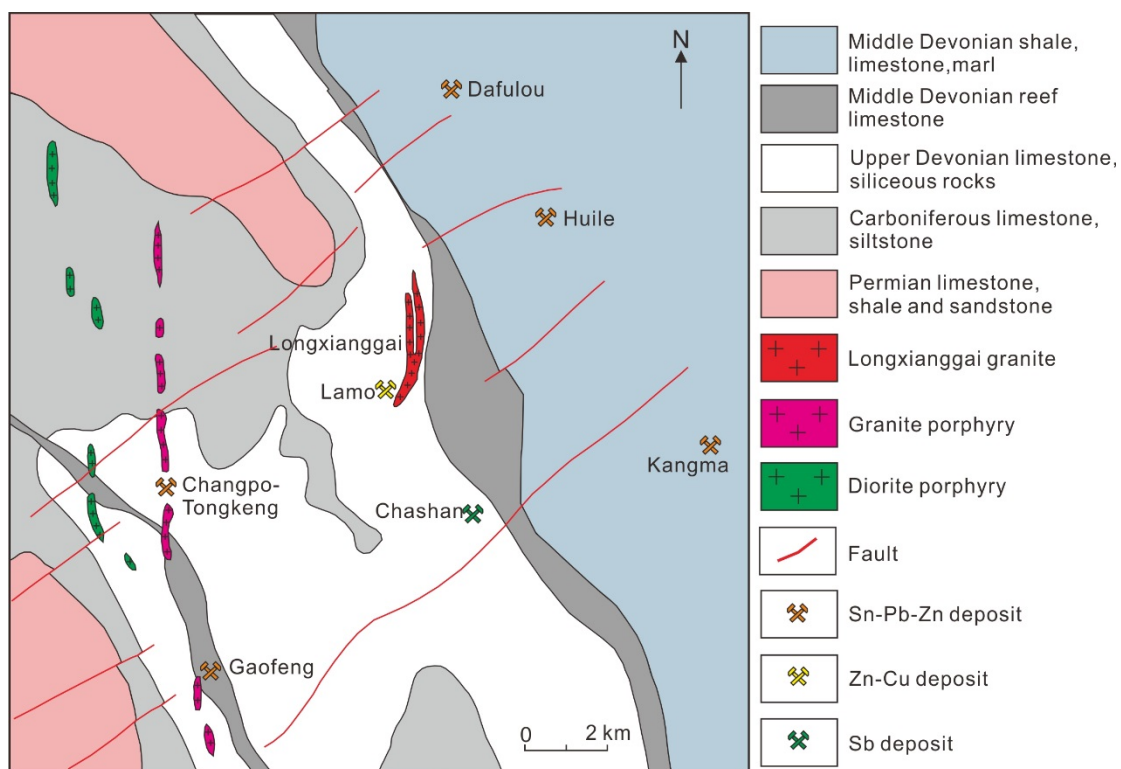 N
Dafulou
Huile
Longxianggai
Lamo
Kangma
Changpo-
Tongkeng
Chashan
Gaofeng
0 2 km
Middle Devonian shale,
limestone,marl
Middle Devonian reef
limestone
Upper Devonian limestone,
siliceous rocks
Carboniferous limestone,
siltstone
Permian limestone,
shale and sandstone
Longxianggai granite
Granite porphyry
Diorite porphyry
Fault
Sn-Pb-Zn deposit
Zn-Cu deposit
Sb deposit